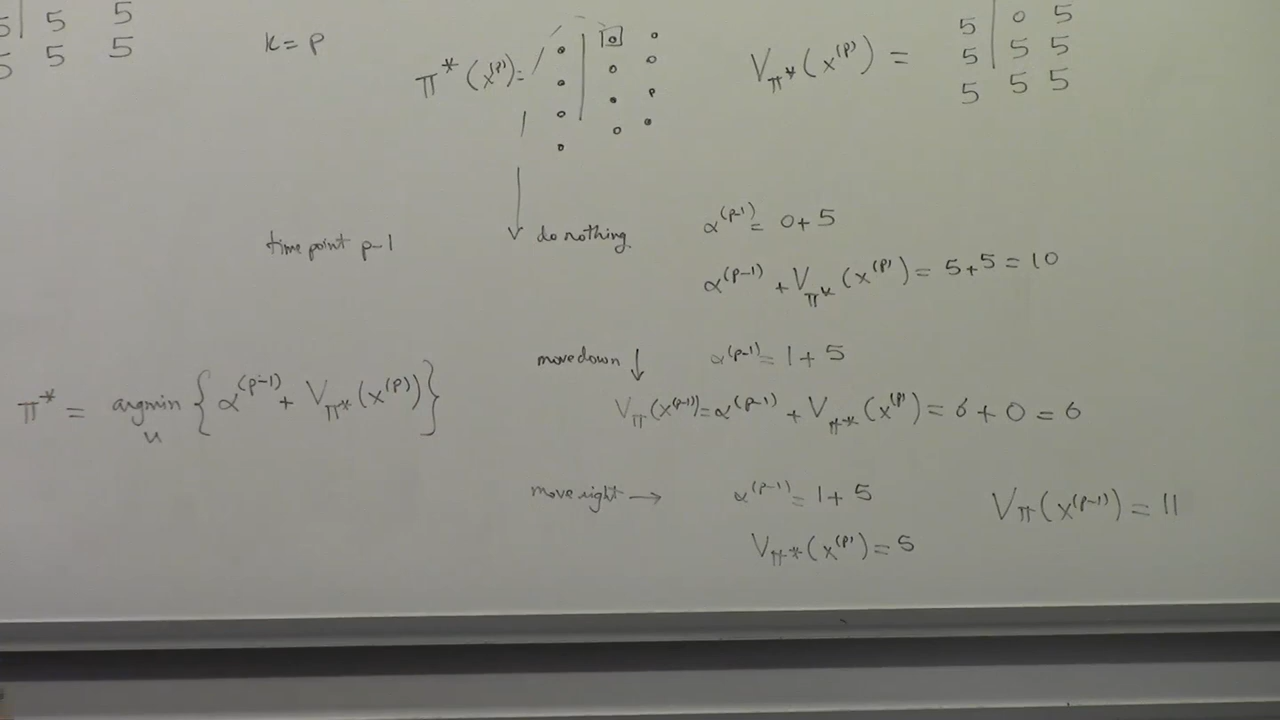 5 | 5 5
5 5 5
k = p
π*(x⁽ᵖ⁾) =
V_π*(x⁽ᵖ⁾) =
5 | 0 5
5 | 5 5
5 5 5
time point p-1
↓ do nothing
α⁽ᵖ⁻¹⁾ = 0 + 5
α⁽ᵖ⁻¹⁾ + V_π*(x⁽ᵖ⁾) = 5 + 5 = 10
move down ↓
α⁽ᵖ⁻¹⁾ = 1 + 5
π* = argmin_u { α⁽ᵖ⁻¹⁾ + V_π*(x⁽ᵖ⁾) }
V_π(x⁽ᵖ⁻¹⁾) = α⁽ᵖ⁻¹⁾ + V_π*(x⁽ᵖ⁾) = 6 + 0 = 6
move right →
α⁽ᵖ⁻¹⁾ = 1 + 5
V_π(x⁽ᵖ⁻¹⁾) = 11
V_π*(x⁽ᵖ⁾) = 5